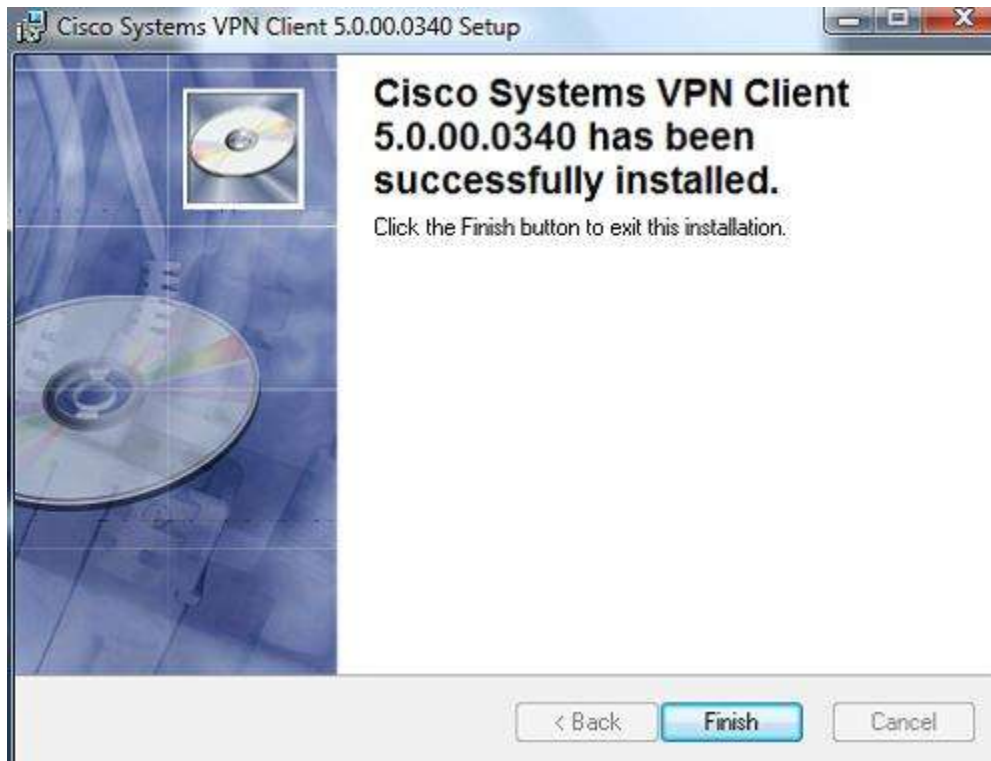 Cisco Systems VPN Client 5.0.00.0340 Setup
Cisco Systems VPN Client
5.0.00.0340 has been
successfully installed.
Click the Finish button to exit this installation.
< Back
Finish
Cancel